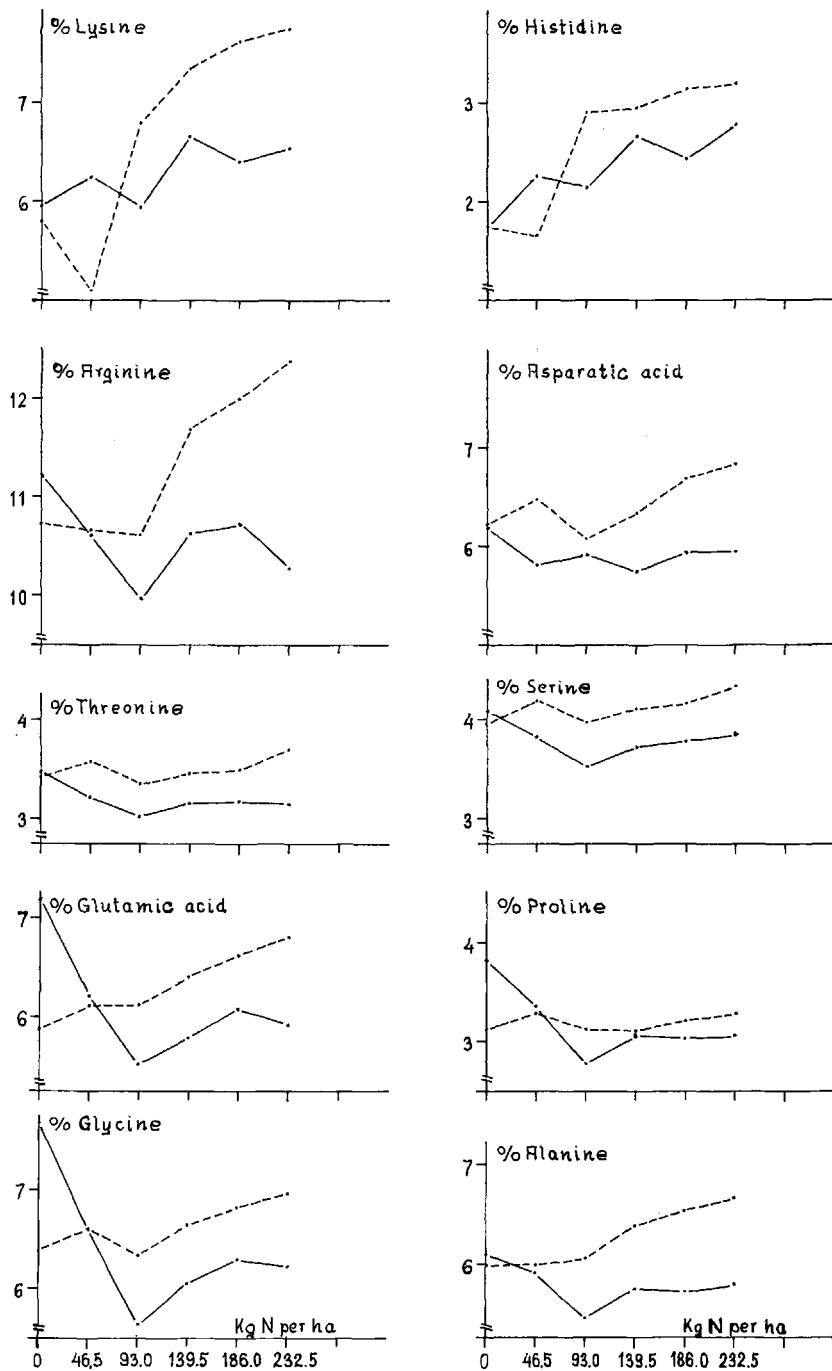 % Lysine
7
6
% Histidine
3
2
% Arginine
12
11
10
% Asparatic acid
7
6
% Threonine
4
3
% Serine
4
3
% Glutamic acid
7
6
% Proline
4
3
% Glycine
7
6
Kg N per ha
0 46,5 93.0 139.5 186.0 232.5
% Alanine
7
6
Kg N per ha
0 46.5 93.0 139.5 186.0 232.5